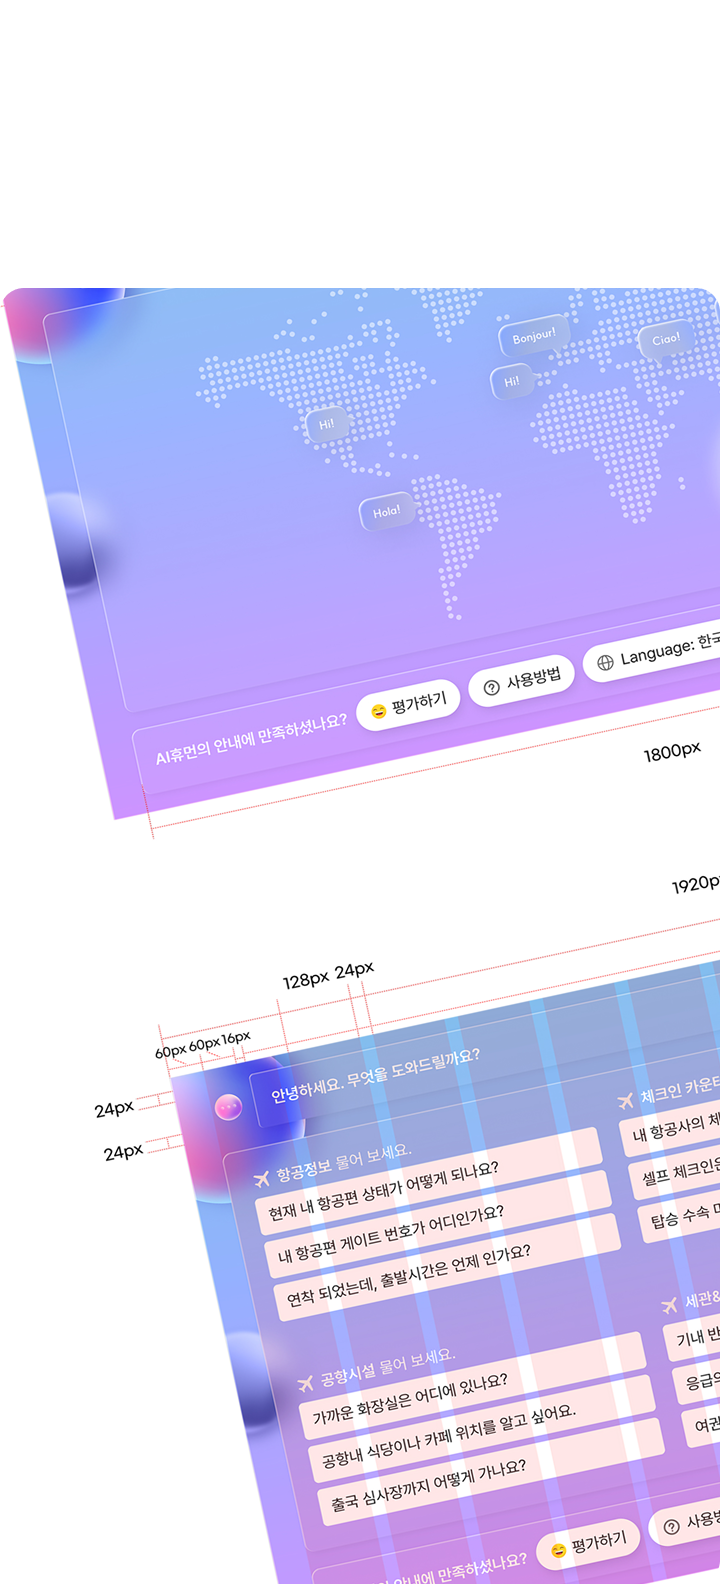 Bonjour!
Ciao!
Hi!
Hi!
Hola!
AI휴먼의 안내에 만족하셨나요?
평가하기
사용방법
Language: 한국
1800px
1920p
128px 24px
60px 60px 16px
24px
24px
안녕하세요. 무엇을 도와드릴까요?
항공정보 물어 보세요.
현재 내 항공편 상태가 어떻게 되나요?
내 항공편 게이트 번호가 어디인가요?
연착 되었는데, 출발시간은 언제 인가요?
체크인 카운터
내 항공사의 체
셀프 체크인은
탑승 수속
공항시설 물어 보세요.
가까운 화장실은 어디에 있나요?
공항내 식당이나 카페 위치를 알고 싶어요.
출국 심사장까지 어떻게 가나요?
세관&
기내 반
응급의
여권
안내에 만족하셨나요?
평가하기
사용방